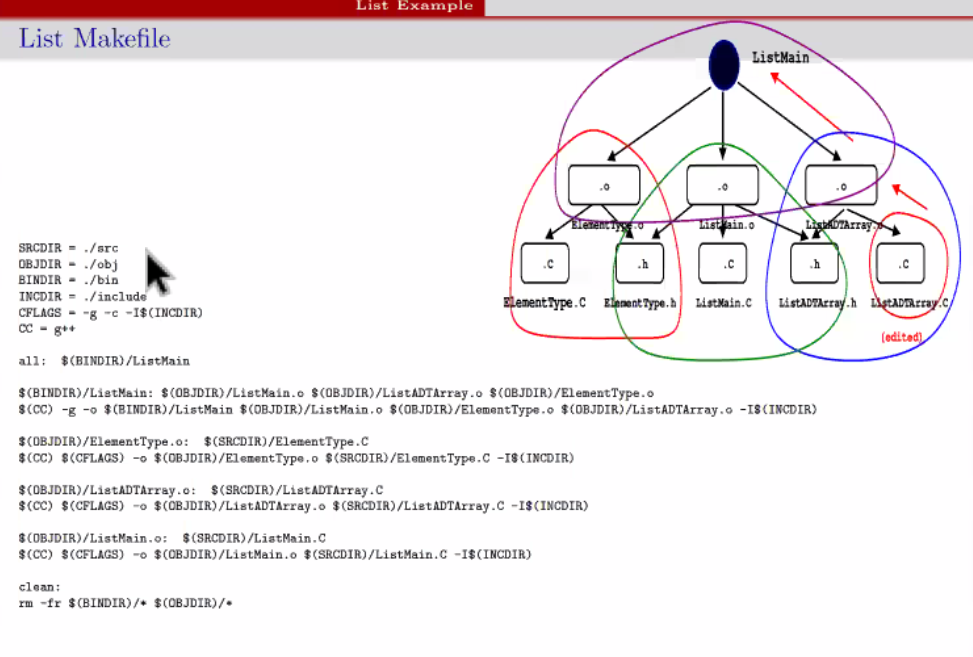 List Example
List Makefile
ListMain
.o
.o
.o
ElementType.o
ListMain.o
ListADTArray.o
.C
.h
.C
.h
.C
ElementType.C
ElementType.h
ListMain.C
ListADTArray.h
ListADTArray.C
(edited)
SRCDIR = ./src
OBJDIR = ./obj
BINDIR = ./bin
INCDIR = ./include
CFLAGS = -g -c -I$(INCDIR)
CC = g++
all: $(BINDIR)/ListMain
$(BINDIR)/ListMain: $(OBJDIR)/ListMain.o $(OBJDIR)/ListADTArray.o $(OBJDIR)/ElementType.o
$(CC) -g -o $(BINDIR)/ListMain $(OBJDIR)/ListMain.o $(OBJDIR)/ElementType.o $(OBJDIR)/ListADTArray.o -I$(INCDIR)
$(OBJDIR)/ElementType.o: $(SRCDIR)/ElementType.C
$(CC) $(CFLAGS) -o $(OBJDIR)/ElementType.o $(SRCDIR)/ElementType.C -I$(INCDIR)
$(OBJDIR)/ListADTArray.o: $(SRCDIR)/ListADTArray.C
$(CC) $(CFLAGS) -o $(OBJDIR)/ListADTArray.o $(SRCDIR)/ListADTArray.C -I$(INCDIR)
$(OBJDIR)/ListMain.o: $(SRCDIR)/ListMain.C
$(CC) $(CFLAGS) -o $(OBJDIR)/ListMain.o $(SRCDIR)/ListMain.C -I$(INCDIR)
clean:
rm -fr $(BINDIR)/* $(OBJDIR)/*